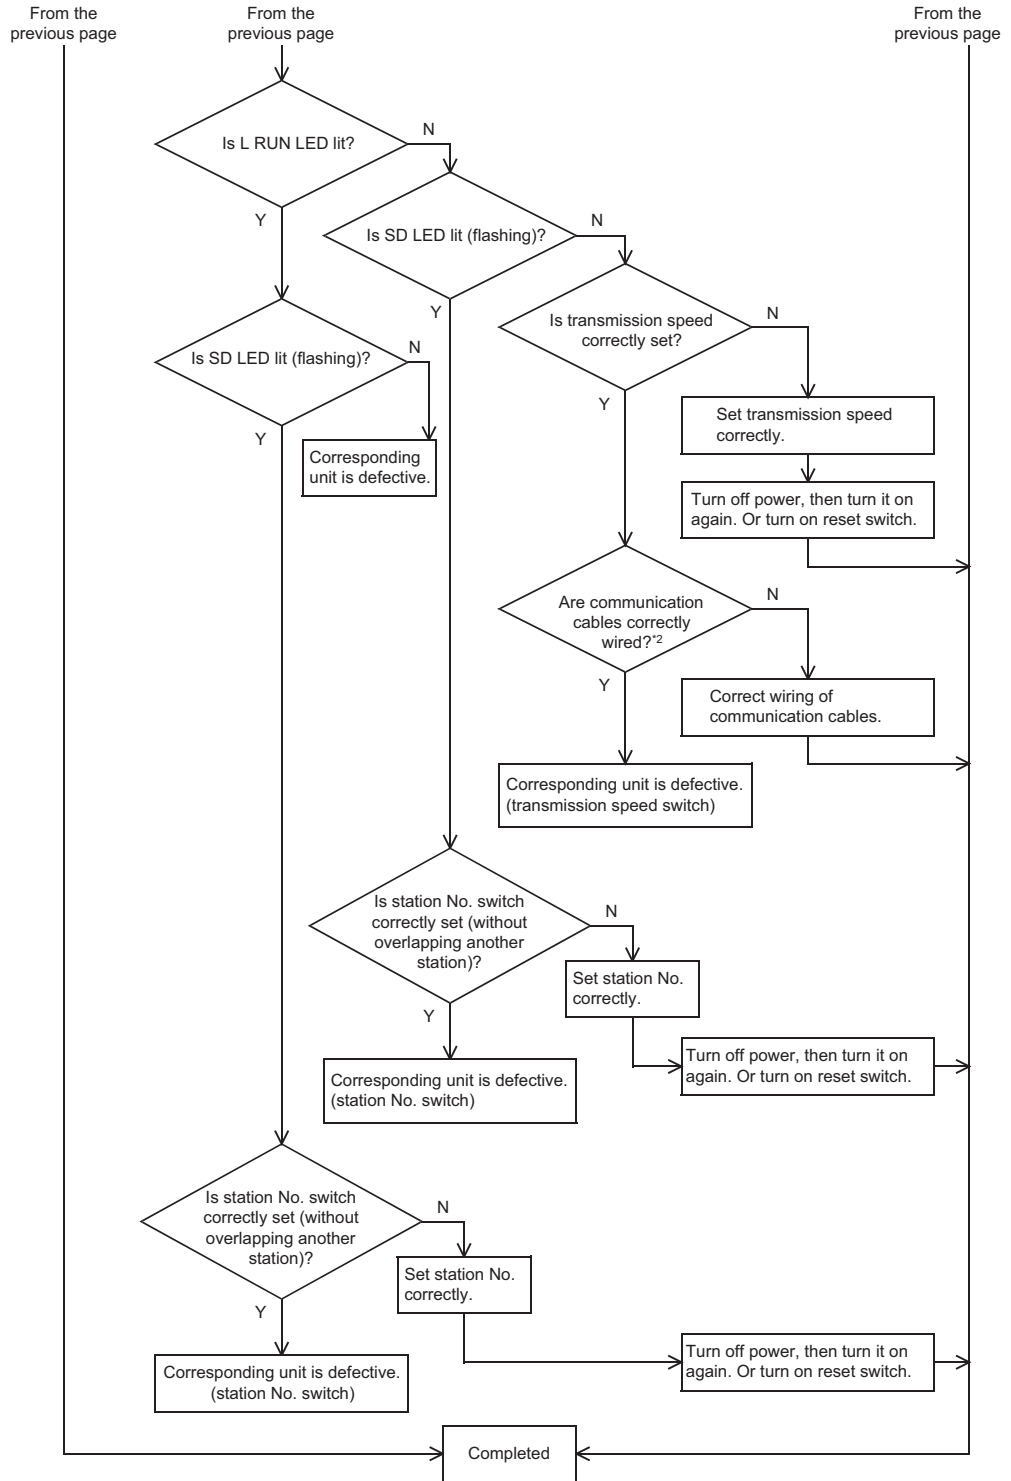 From the
previous page
From the
previous page
From the
previous page
Is L RUN LED lit?
N
Y
Is SD LED lit (flashing)?
N
Y
Is transmission speed
correctly set?
N
Y
Is SD LED lit (flashing)?
N
Y
Set transmission speed
correctly.
Corresponding
unit is defective.
Turn off power, then turn it on
again. Or turn on reset switch.
Are communication
cables correctly
wired?*2
N
Y
Correct wiring of
communication cables.
Corresponding unit is defective.
(transmission speed switch)
Is station No. switch
correctly set (without
overlapping another
station)?
N
Y
Set station No.
correctly.
Turn off power, then turn it on
again. Or turn on reset switch.
Corresponding unit is defective.
(station No. switch)
Is station No. switch
correctly set (without
overlapping another
station)?
N
Y
Set station No.
correctly.
Turn off power, then turn it on
again. Or turn on reset switch.
Corresponding unit is defective.
(station No. switch)
Completed